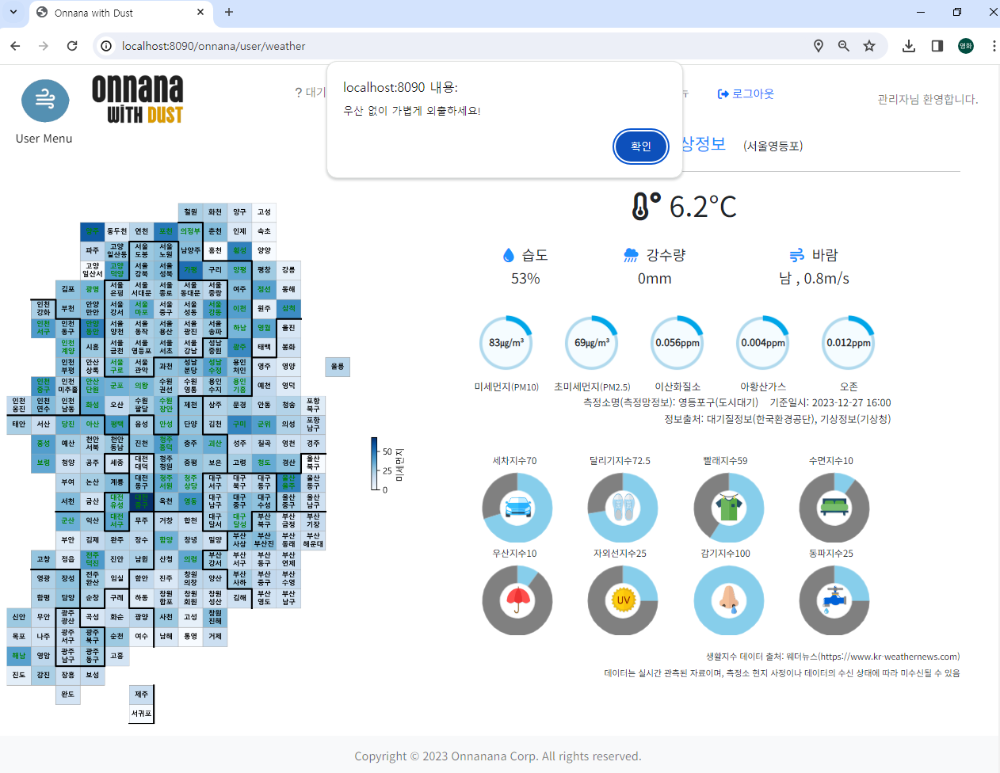 Onnana with Dust
localhost:8090/onnana/user/weather
영화
onnana
WITH DUST
User Menu
? 대기
뉴
로그아웃
관리자님 환영합니다.
localhost:8090 내용:
우산 없이 가볍게 외출하세요!
확인
상정보 (서울영등포)
6.2°C
습도 강수량 바람
53% 0mm 남 , 0.8m/s
83㎍/m³ 69㎍/m³ 0.056ppm 0.004ppm 0.012ppm
미세먼지(PM10) 초미세먼지(PM2.5) 이산화질소 아황산가스 오존
측정소명(측정망정보): 영등포구(도시대기) 기준일시: 2023-12-27 16:00
정보출처: 대기질정보(한국환경공단), 기상정보(기상청)
세차지수70 달리기지수72.5 빨래지수59 수면지수10
우산지수10 자외선지수25 감기지수100 동파지수25
UV
생활지수 데이터 출처: 웨더뉴스(https://www.kr-weathernews.com)
데이터는 실시간 관측된 자료이며, 측정소 현지 사정이나 데이터의 수신 상태에 따라 미수신될 수 있음
철원 화천 양구 고성
동두천 연천 포천 의정부 춘천 인제 속초
파주 고양 일산동 서울 도봉 서울 노원 남양주 홍천 횡성 양양
고양 일산서 고양 덕양 서울 강북 서울 성북 가평 구리 양평 평창 강릉
김포 광명 서울 은평 서울 서대문 서울 종로 서울 동대문 서울 중랑 여주 정선 동해
인천 강화 부천 안양 만안 서울 강서 서울 마포 서울 중구 서울 성동 서울 강동 이천 원주 삼척
인천 서구 인천 동구 안양 동안 서울 양천 서울 동작 서울 용산 서울 광진 서울 송파 하남 영월 울진
인천 계양 시흥 서울 금천 서울 영등포 서울 서초 서울 강남 성남 중원 광주 태백 봉화
인천 부평 안산 상록 서울 구로 서울 관악 과천 성남 분당 성남 수정 용인 처인 영주 영양 울릉
인천 중구 인천 미추홀 안산 단원 군포 의왕 수원 권선 수원 영통 용인 수지 용인 기흥 예천 영덕
인천 옹진 인천 연수 인천 남동 화성 오산 수원 팔달 수원 장안 제천 상주 문경 안동 청송 포항 북구
태안 서산 당진 아산 평택 음성 안성 단양 김천 구미 군위 의성 포항 남구
홍성 예산 천안 서북 천안 동남 진천 청주 흥덕 충주 괴산 성주 칠곡 영천 경주
보령 청양 공주 세종 대전 대덕 청주 청원 증평 보은 고령 청도 경산 울산 북구
부여 논산 계룡 대전 동구 청주 서원 청주 상당 대구 서구 대구 북구 대구 동구 울산 울주 울산 동구
서천 금산 대전 유성 대전 중구 옥천 영동 대구 남구 대구 중구 대구 수성 울산 중구 울산 남구
군산 익산 대전 서구 무주 거창 합천 대구 달서 대구 달성 부산 북구 부산 금정 부산 기장
부안 김제 완주 장수 함양 창녕 밀양 부산 사상 부산 부산진 부산 동래 부산 해운대
고창 정읍 전주 덕진 진안 남원 산청 의령 부산 강서 부산 서구 부산 동구 부산 연제
영광 장성 전주 완산 임실 함안 진주 창원 의창 양산 부산 사하 부산 중구 부산 수영
함평 담양 순창 구례 하동 창원 합포 창원 회원 창원 성산 김해 부산 영도 부산 남구
신안 무안 광주 광산 곡성 화순 광양 사천 고성 창원 진해
목포 나주 광주 서구 광주 북구 순천 여수 남해 통영 거제
해남 영암 광주 남구 광주 동구 고흥
진도 강진 장흥 보성
완도 제주
서귀포
50
25
0
미세먼지
Copyright © 2023 Onnanana Corp. All rights reserved.